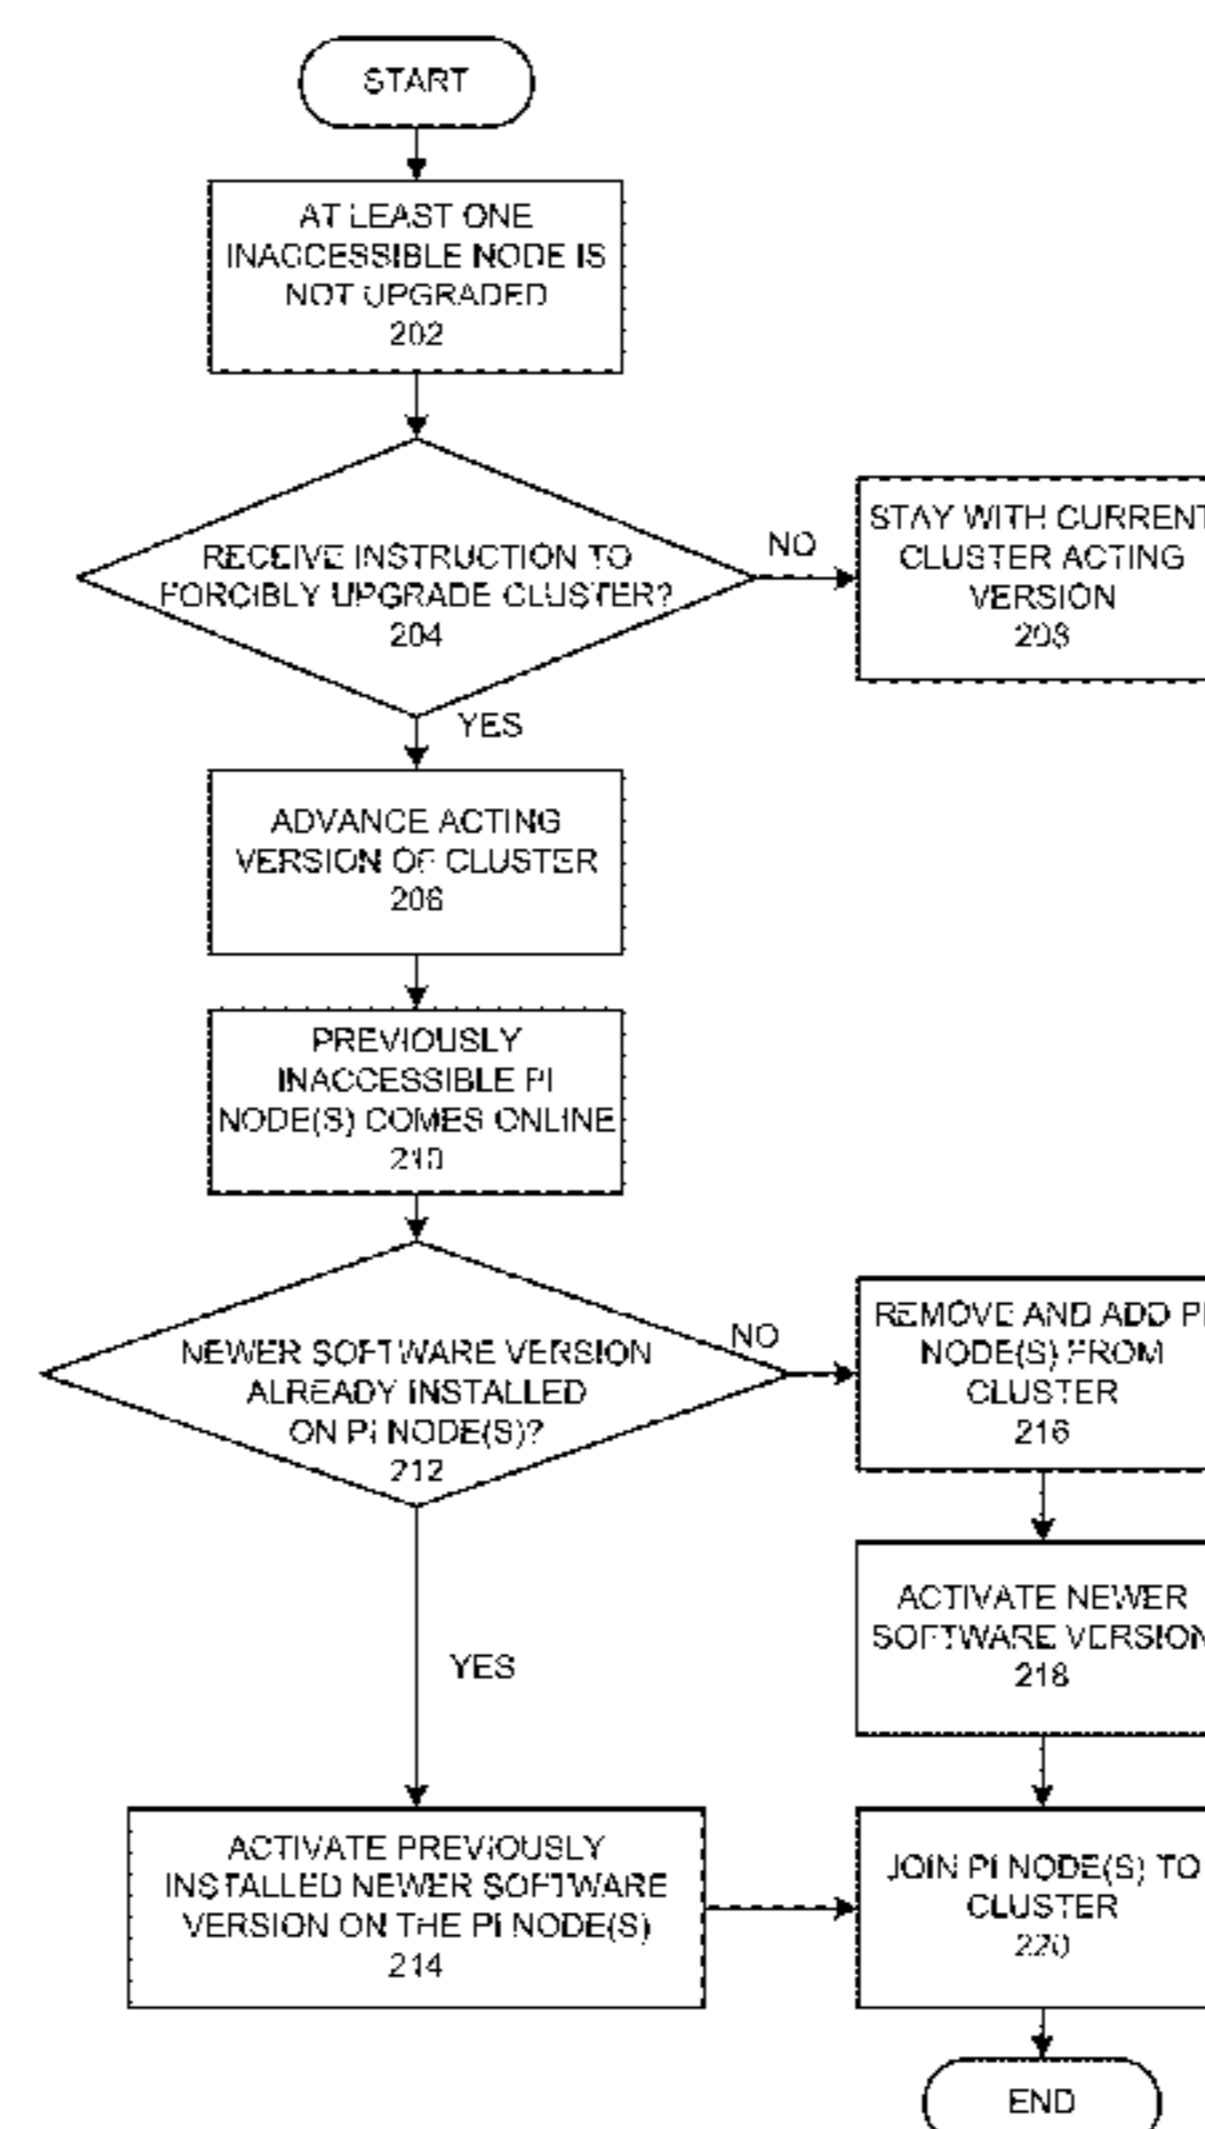 START
AT LEAST ONE
INACCESSIBLE NODE IS
NOT UPGRADED
202
RECEIVE INSTRUCTION TO
FORCIBLY UPGRADE CLUSTER?
204
NO
STAY WITH CURRENT
CLUSTER ACTING
VERSION
208
YES
ADVANCE ACTING
VERSION OF CLUSTER
206
PREVIOUSLY
INACCESSIBLE PI
NODE(S) COMES ONLINE
210
NEWER SOFTWARE VERSION
ALREADY INSTALLED
ON PI NODE(S)?
212
NO
REMOVE AND ADD PI
NODE(S) FROM
CLUSTER
216
ACTIVATE NEWER
SOFTWARE VERSION
218
YES
ACTIVATE PREVIOUSLY
INSTALLED NEWER SOFTWARE
VERSION ON THE PI NODE(S)
214
JOIN PI NODE(S) TO
CLUSTER
220
END